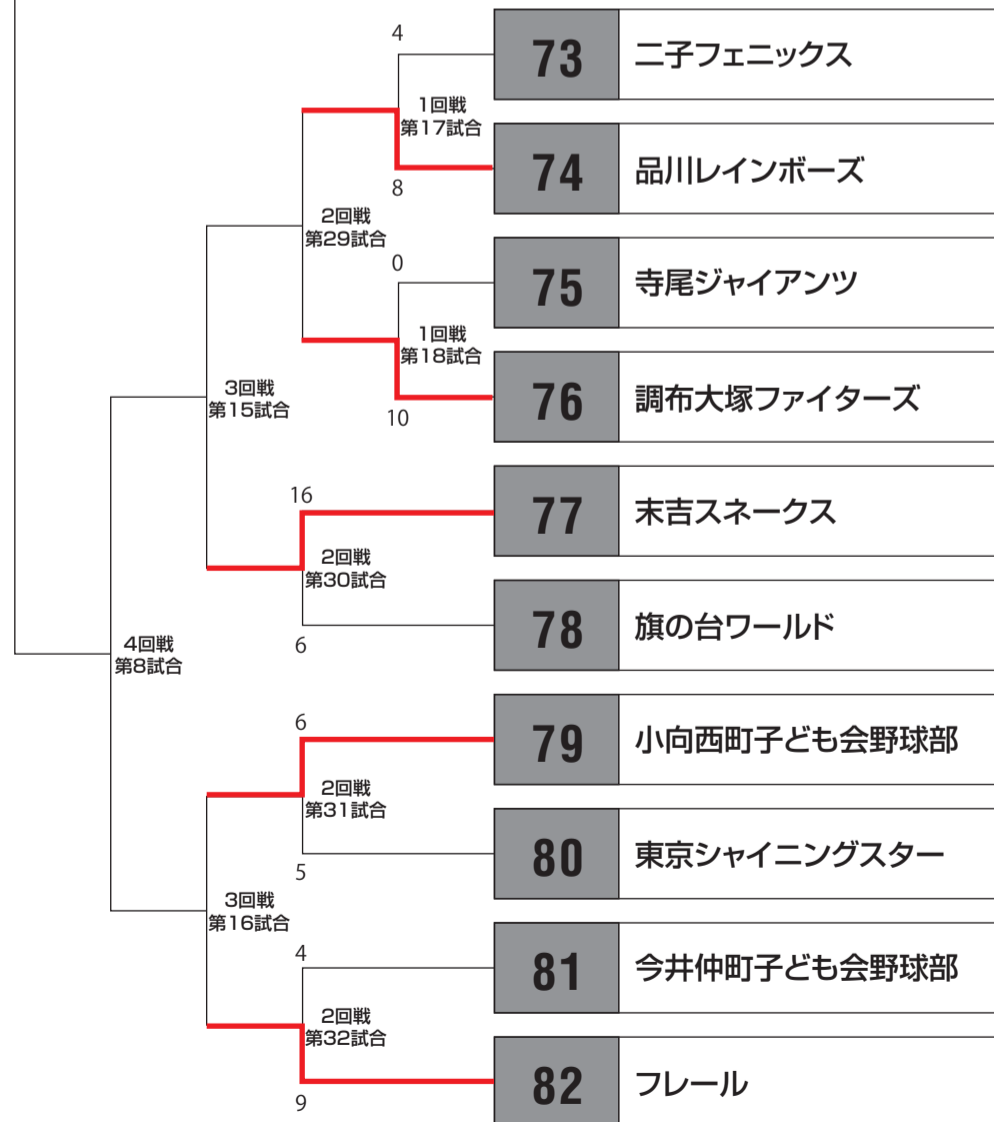 4
73 二子フェニックス
1回戦
第17試合
8
74 品川レインボーズ
2回戦
第29試合
0
75 寺尾ジャイアンツ
1回戦
第18試合
10
76 調布大塚ファイターズ
3回戦
第15試合
16
77 末吉スネークス
2回戦
第30試合
6
78 旗の台ワールド
4回戦
第8試合
6
79 小向西町子ども会野球部
2回戦
第31試合
5
80 東京シャイニングスター
3回戦
第16試合
4
81 今井仲町子ども会野球部
2回戦
第32試合
9
82 フレール